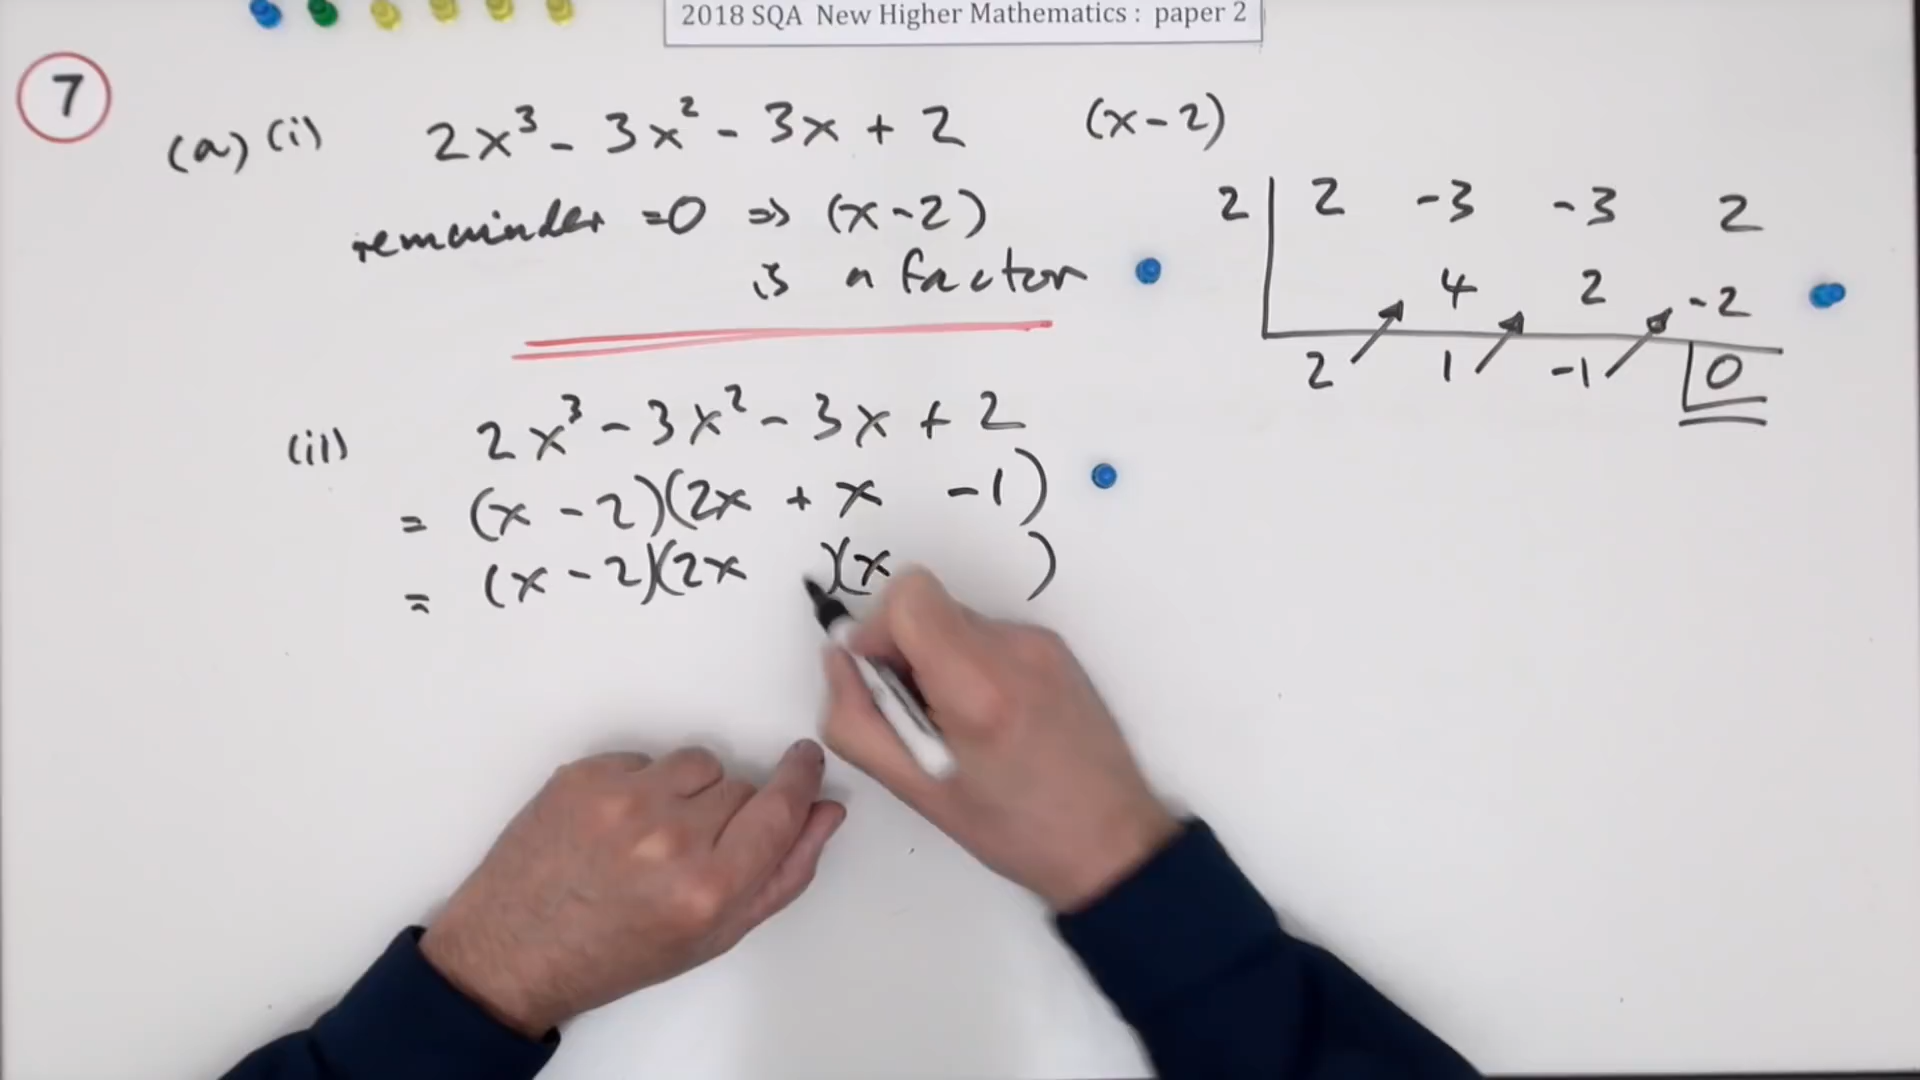 2018 SQA New Higher Mathematics : paper 2
7
(a) (i) 2x³ - 3x² - 3x + 2 (x - 2)
remainder = 0 ⇒ (x - 2)
is a factor
2 | 2 -3 -3 2
4 2 -2
2 1 -1 0
(ii) 2x³ - 3x² - 3x + 2
= (x - 2)(2x + x - 1)
= (x - 2)(2x )(x )